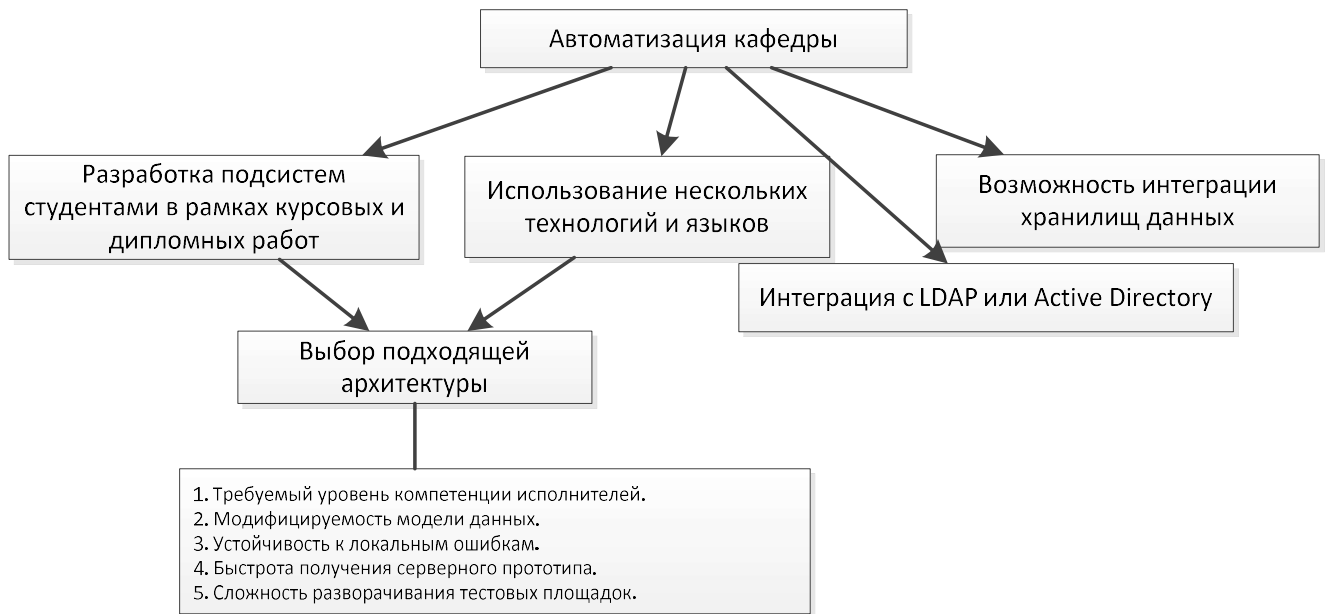 Автоматизация кафедры
Разработка подсистем
студентами в рамках курсовых и
дипломных работ
Использование нескольких
технологий и языков
Возможность интеграции
хранилищ данных
Интеграция с LDAP или Active Directory
Выбор подходящей
архитектуры
1. Требуемый уровень компетенции исполнителей.
2. Модифицируемость модели данных.
3. Устойчивость к локальным ошибкам.
4. Быстрота получения серверного прототипа.
5. Сложность разворачивания тестовых площадок.